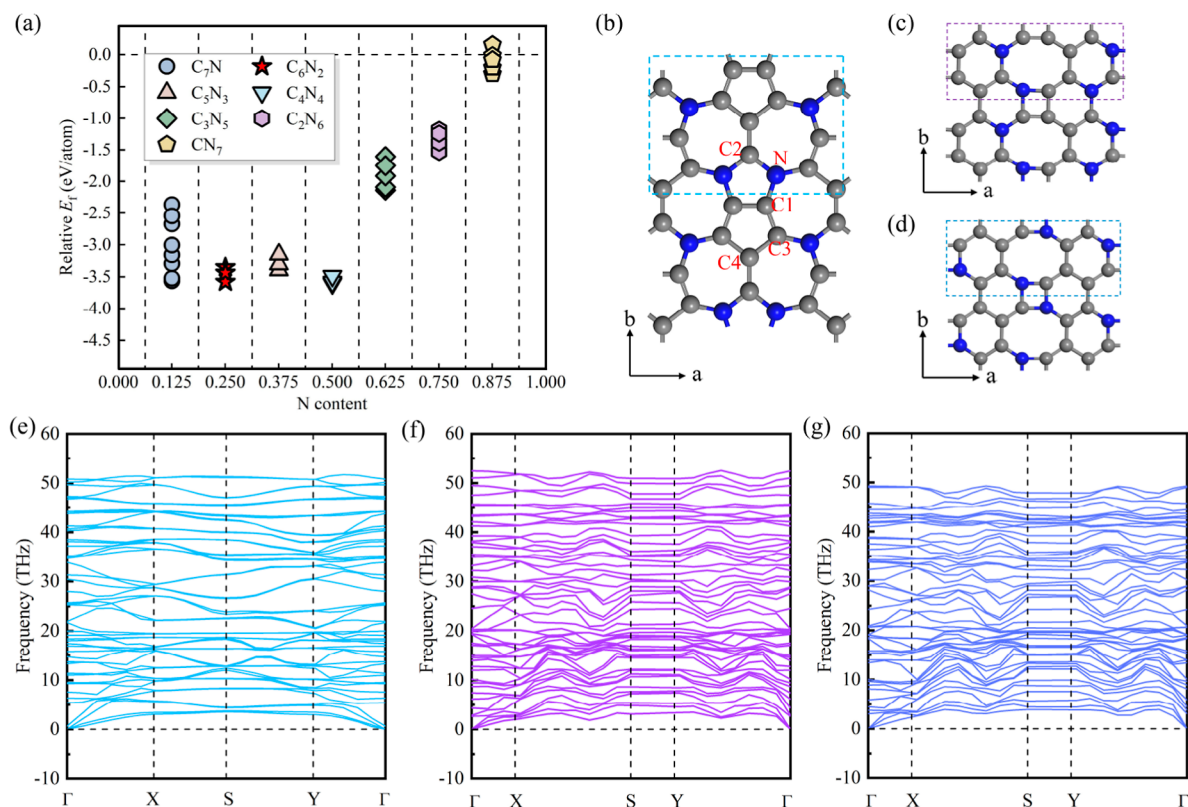 (a)
Relative E_f (eV/atom)
0.0
-0.5
-1.0
-1.5
-2.0
-2.5
-3.0
-3.5
-4.0
-4.5
C₇N
C₆N₂
C₅N₃
C₄N₄
C₃N₅
C₂N₆
CN₇
0.000 0.125 0.250 0.375 0.500 0.625 0.750 0.875 1.000
N content
(b)
C2
N
C1
C3
C4
b
a
(c)
b
a
(d)
b
a
(e)
Frequency (THz)
60
50
40
30
20
10
0
-10
Γ X S Y Γ
(f)
Frequency (THz)
60
50
40
30
20
10
0
-10
Γ X S Y Γ
(g)
Frequency (THz)
60
50
40
30
20
10
0
-10
Γ X S Y Γ